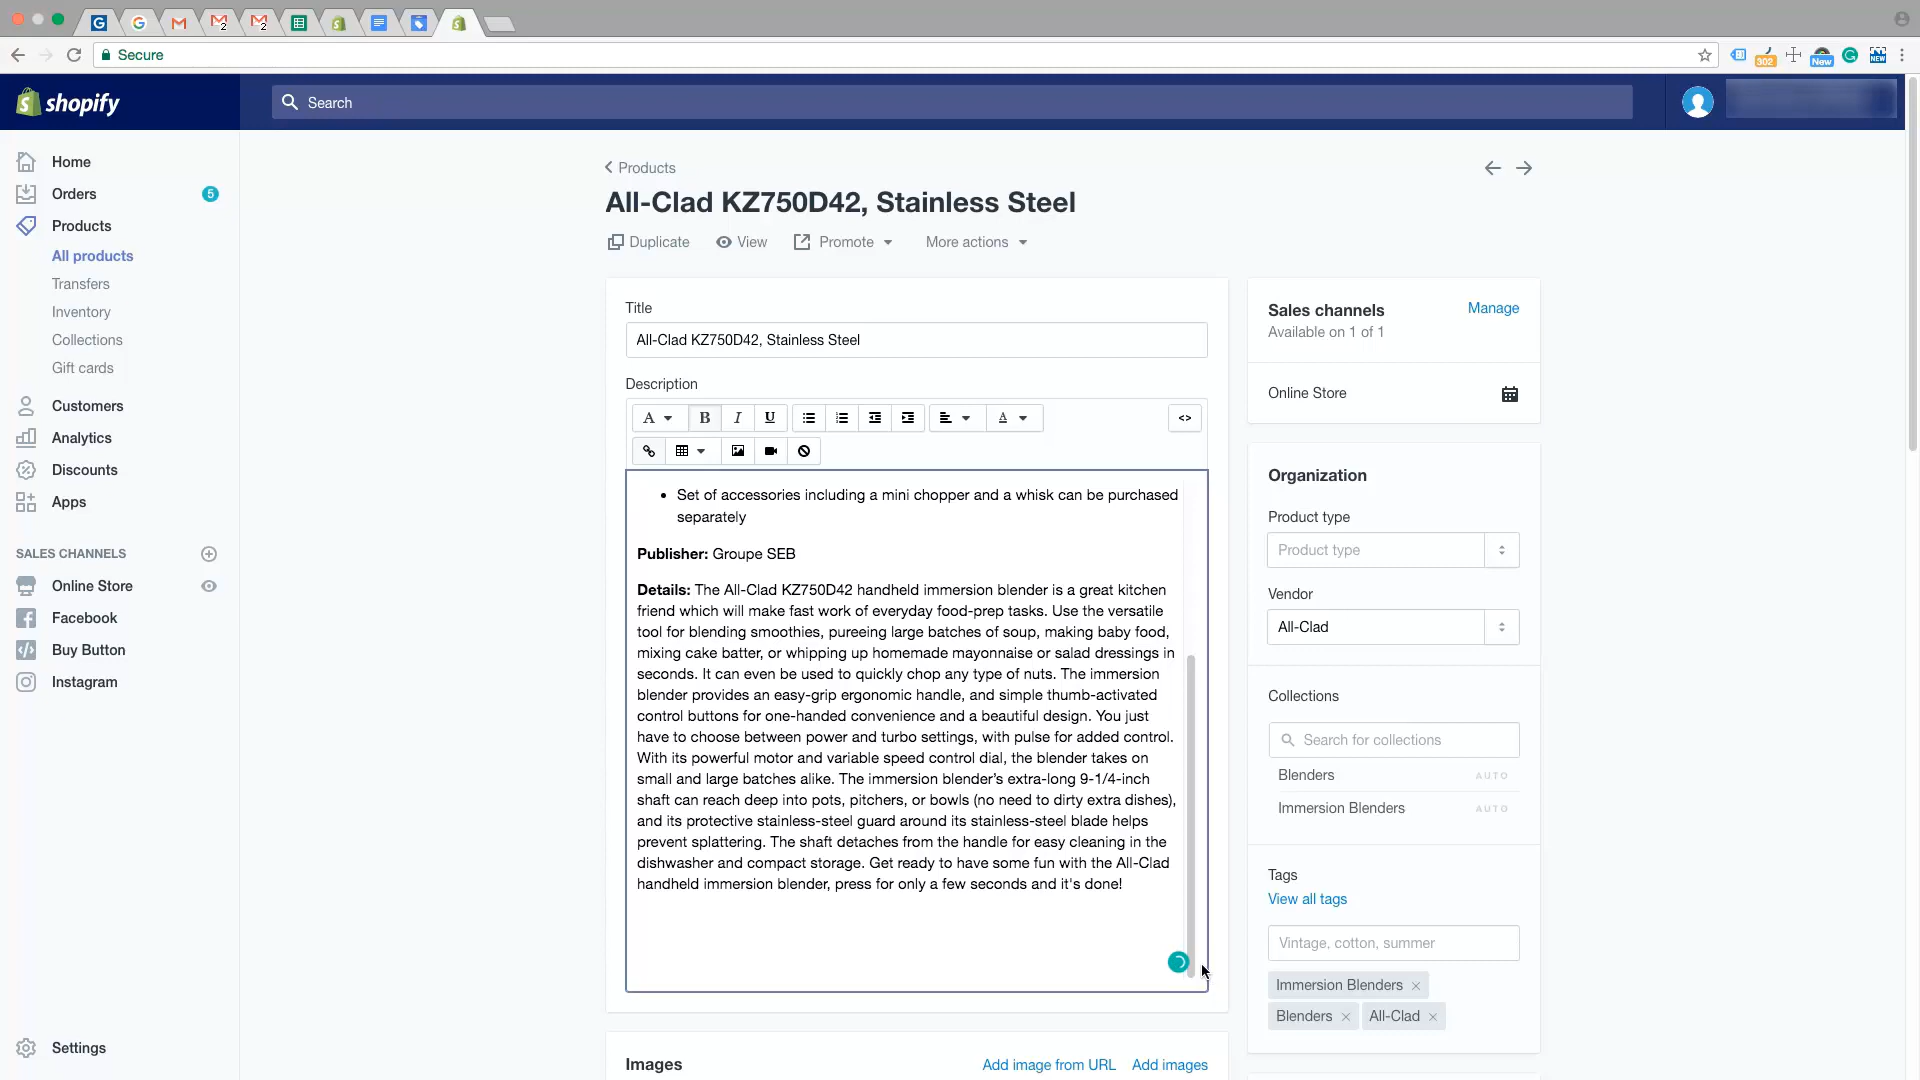 2
2
Secure
302
New
NEW
shopify
Search
Home
Orders
5
Products
All products
Transfers
Inventory
Collections
Gift cards
Customers
Analytics
Discounts
Apps
SALES CHANNELS
Online Store
Facebook
Buy Button
Instagram
Settings
Products
All-Clad KZ750D42, Stainless Steel
Duplicate
View
Promote
More actions
Title
All-Clad KZ750D42, Stainless Steel
Description
A
B
I
U
A
<>
• Set of accessories including a mini chopper and a whisk can be purchased
separately
Publisher: Groupe SEB
Details: The All-Clad KZ750D42 handheld immersion blender is a great kitchen
friend which will make fast work of everyday food-prep tasks. Use the versatile
tool for blending smoothies, pureeing large batches of soup, making baby food,
mixing cake batter, or whipping up homemade mayonnaise or salad dressings in
seconds. It can even be used to quickly chop any type of nuts. The immersion
blender provides an easy-grip ergonomic handle, and simple thumb-activated
control buttons for one-handed convenience and a beautiful design. You just
have to choose between power and turbo settings, with pulse for added control.
With its powerful motor and variable speed control dial, the blender takes on
small and large batches alike. The immersion blender’s extra-long 9-1/4-inch
shaft can reach deep into pots, pitchers, or bowls (no need to dirty extra dishes),
and its protective stainless-steel guard around its stainless-steel blade helps
prevent splattering. The shaft detaches from the handle for easy cleaning in the
dishwasher and compact storage. Get ready to have some fun with the All-Clad
handheld immersion blender, press for only a few seconds and it's done!
Images
Add image from URL
Add images
Sales channels
Manage
Available on 1 of 1
Online Store
Organization
Product type
Product type
Vendor
All-Clad
Collections
Search for collections
Blenders AUTO
Immersion Blenders AUTO
Tags
View all tags
Vintage, cotton, summer
Immersion Blenders ×
Blenders × All-Clad ×